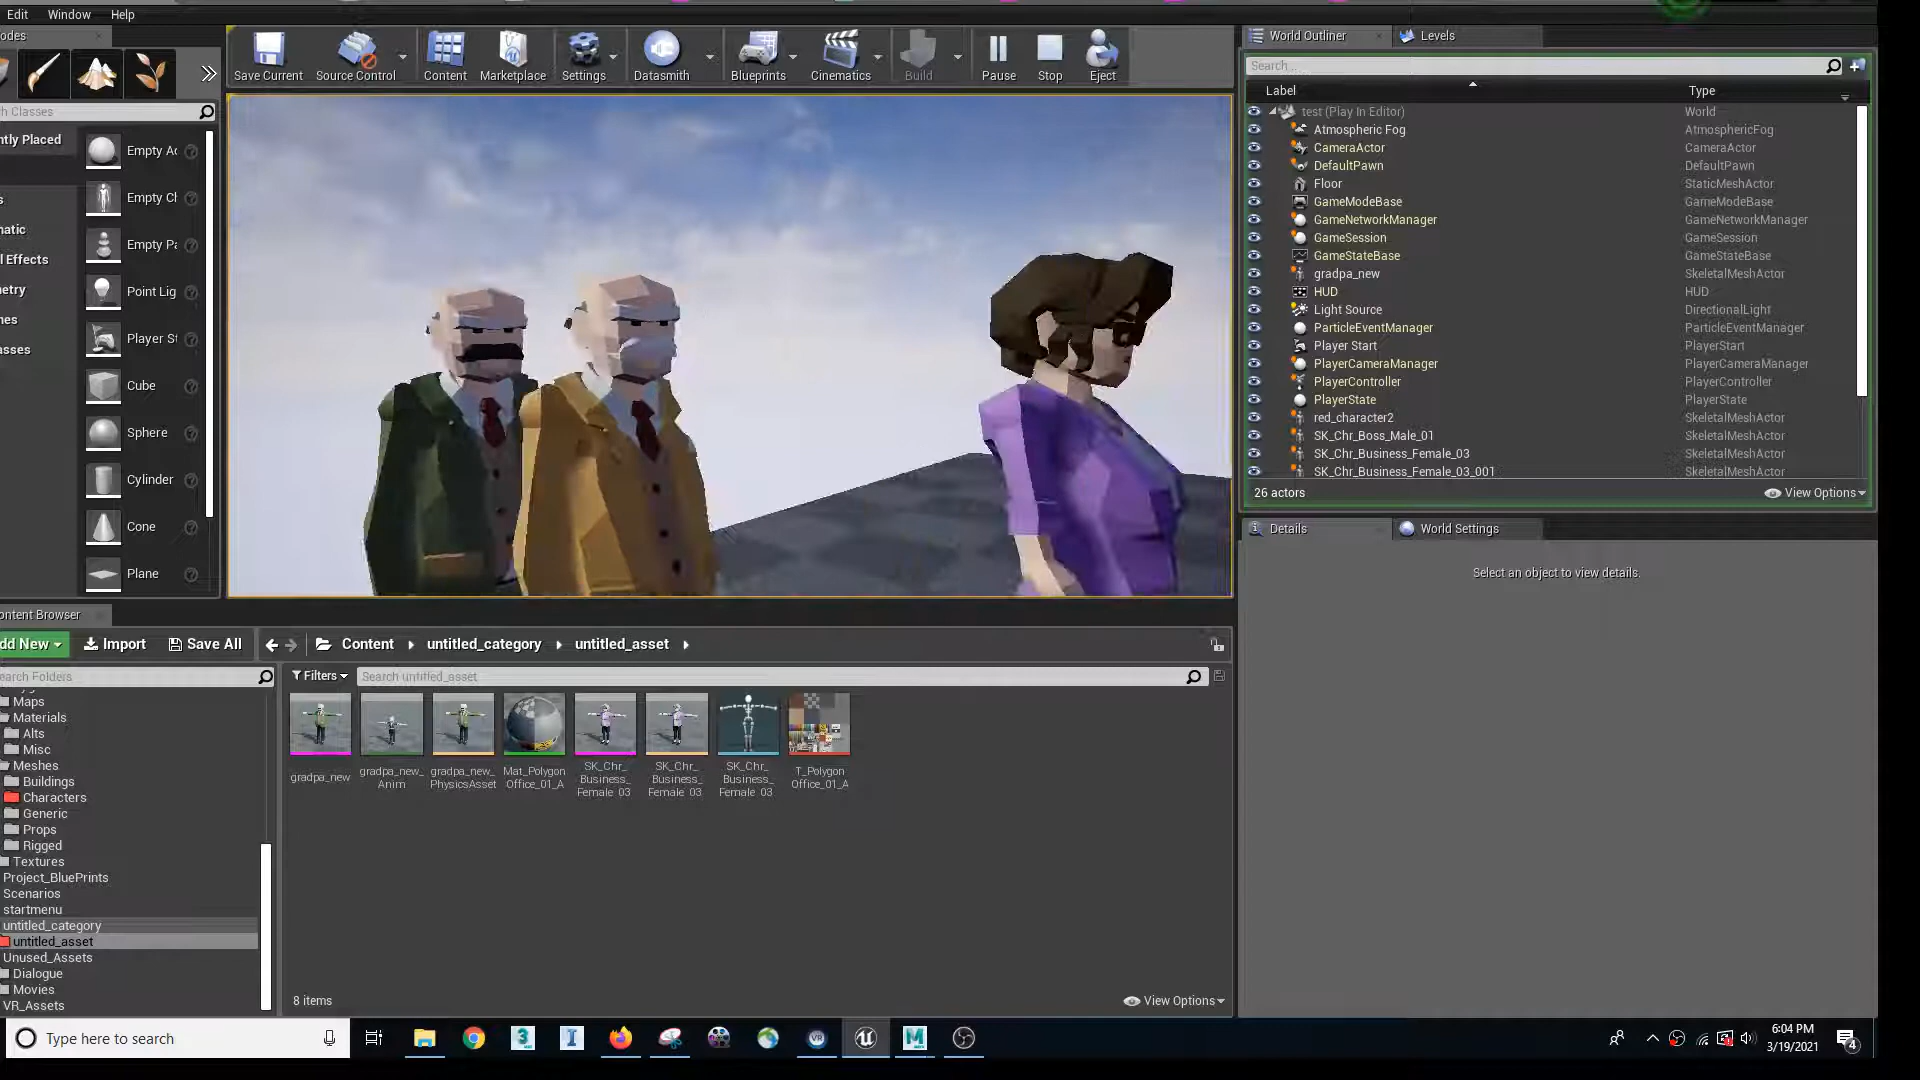 Edit Window Help
odes
Save Current
Source Control
Content
Marketplace
Settings
Datasmith
Blueprints
Cinematics
Build
Pause
Stop
Eject
World Outliner
Levels
Search...
Label
Type
test (Play In Editor) World
Atmospheric Fog AtmosphericFog
CameraActor CameraActor
DefaultPawn DefaultPawn
Floor StaticMeshActor
GameModeBase GameModeBase
GameNetworkManager GameNetworkManager
GameSession GameSession
GameStateBase GameStateBase
gradpa_new SkeletalMeshActor
HUD HUD
Light Source DirectionalLight
ParticleEventManager ParticleEventManager
Player Start PlayerStart
PlayerCameraManager PlayerCameraManager
PlayerController PlayerController
PlayerState PlayerState
red_character2 SkeletalMeshActor
SK_Chr_Boss_Male_01 SkeletalMeshActor
SK_Chr_Business_Female_03 SkeletalMeshActor
SK_Chr_Business_Female_03_001 SkeletalMeshActor
26 actors
View Options
Details
World Settings
Select an object to view details.
ch Classes
ntly Placed
s
natic
l Effects
netry
nes
asses
Empty Ac
Empty Ch
Empty Pa
Point Lig
Player St
Cube
Sphere
Cylinder
Cone
Plane
ontent Browser
dd New
Import
Save All
Content
untitled_category
untitled_asset
earch Folders
Filters
Search untitled_asset
Maps
Materials
Alts
Misc
Meshes
Buildings
Characters
Generic
Props
Rigged
Textures
Project_BluePrints
Scenarios
startmenu
untitled_category
untitled_asset
Unused_Assets
Dialogue
Movies
VR_Assets
gradpa_new
gradpa_new_
Anim
gradpa_new_
PhysicsAsset
Mat_Polygon
Office_01_A
SK_Chr_
Business_
Female_03
SK_Chr_
Business_
Female_03
SK_Chr_
Business_
Female_03
T_Polygon
Office_01_A
8 items
View Options
Type here to search
3
I
VR
M
6:04 PM
3/19/2021
4